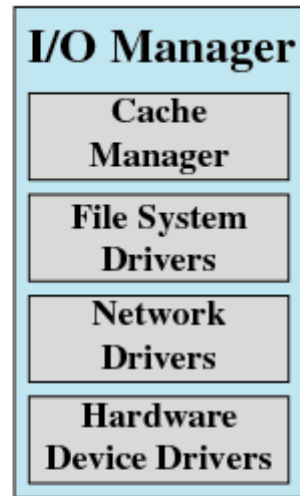 I/O Manager
Cache
Manager
File System
Drivers
Network
Drivers
Hardware
Device Drivers